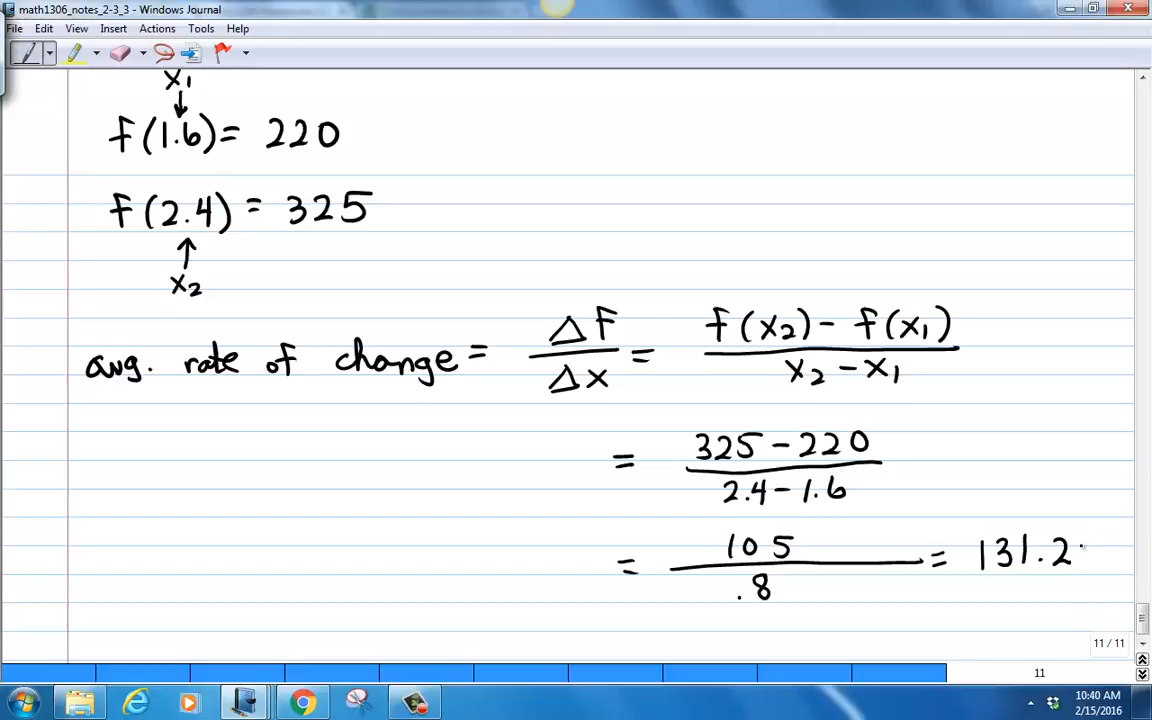 math1306_notes_2-3_3 - Windows Journal
File Edit View Insert Actions Tools Help
x₁
↓
f(1.6) = 220
f(2.4) = 325
↑
x₂
avg. rate of change = Δf/Δx = (f(x₂) - f(x₁))/(x₂ - x₁)
= (325 - 220)/(2.4 - 1.6)
= 105/.8 = 131.2
11 / 11
11
10:40 AM
2/15/2016